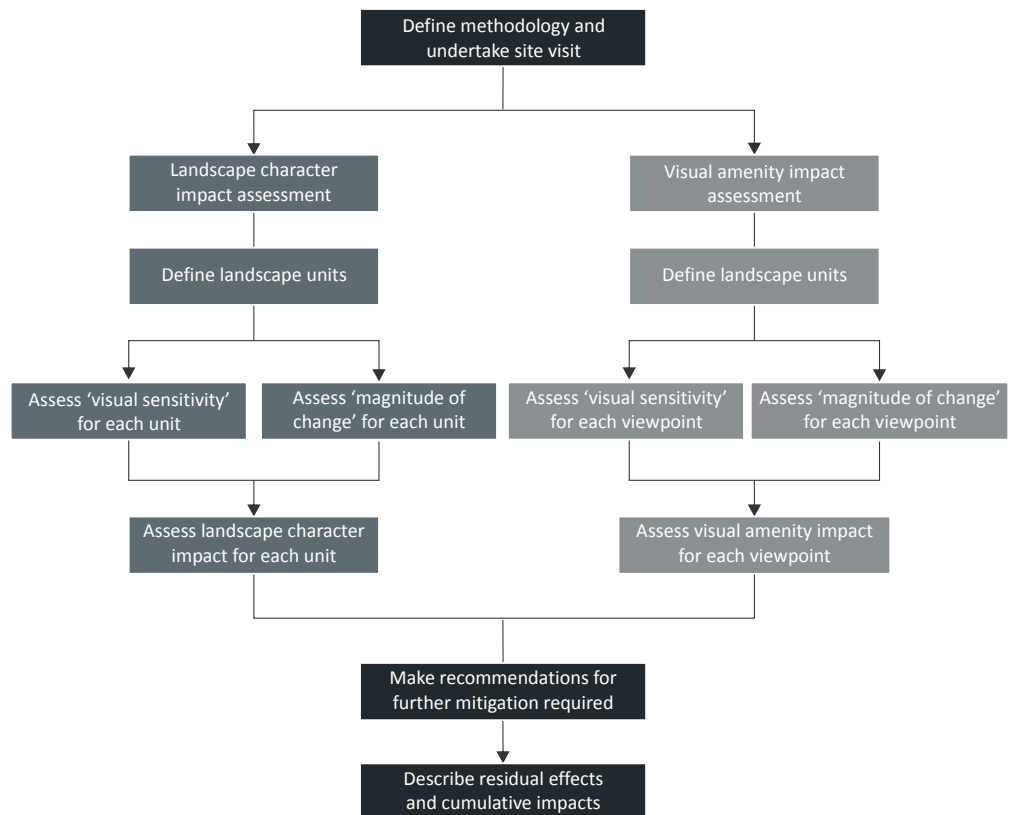 Define methodology and
undertake site visit
Landscape character
impact assessment
Visual amenity impact
assessment
Define landscape units
Define landscape units
Assess ‘visual sensitivity’
for each unit
Assess ‘magnitude of
change’ for each unit
Assess ‘visual sensitivity’
for each viewpoint
Assess ‘magnitude of change’
for each viewpoint
Assess landscape character
impact for each unit
Assess visual amenity impact
for each viewpoint
Make recommendations for
further mitigation required
Describe residual effects
and cumulative impacts